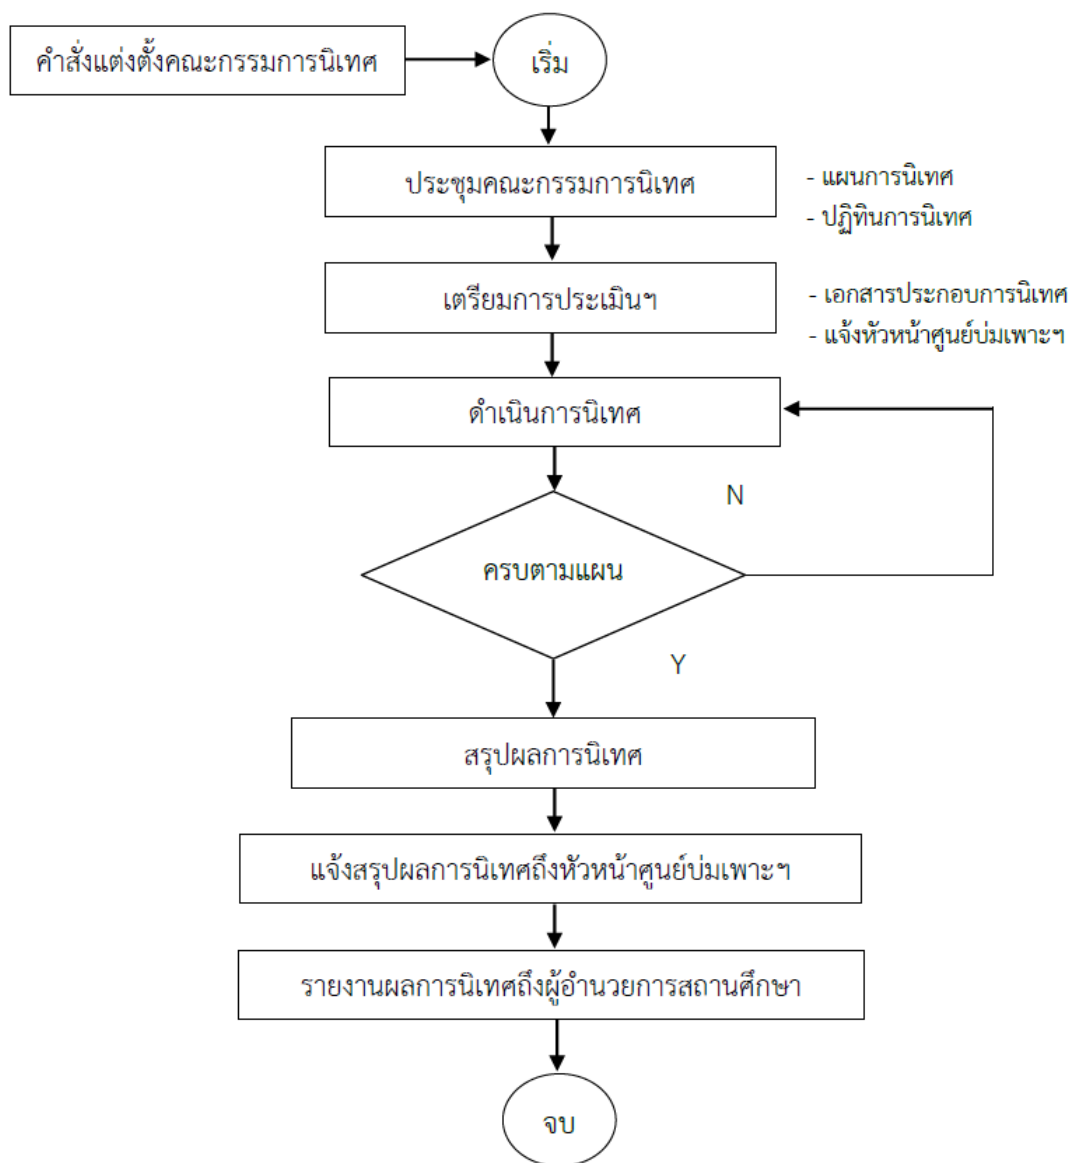 คำสั่งแต่งตั้งคณะกรรมการนิเทศ
เริ่ม
ประชุมคณะกรรมการนิเทศ
- แผนการนิเทศ
- ปฏิทินการนิเทศ
เตรียมการประเมินฯ
- เอกสารประกอบการนิเทศ
- แจ้งหัวหน้าศูนย์บ่มเพาะฯ
ดำเนินการนิเทศ
N
ครบตามแผน
Y
สรุปผลการนิเทศ
แจ้งสรุปผลการนิเทศถึงหัวหน้าศูนย์บ่มเพาะฯ
รายงานผลการนิเทศถึงผู้อำนวยการสถานศึกษา
จบ